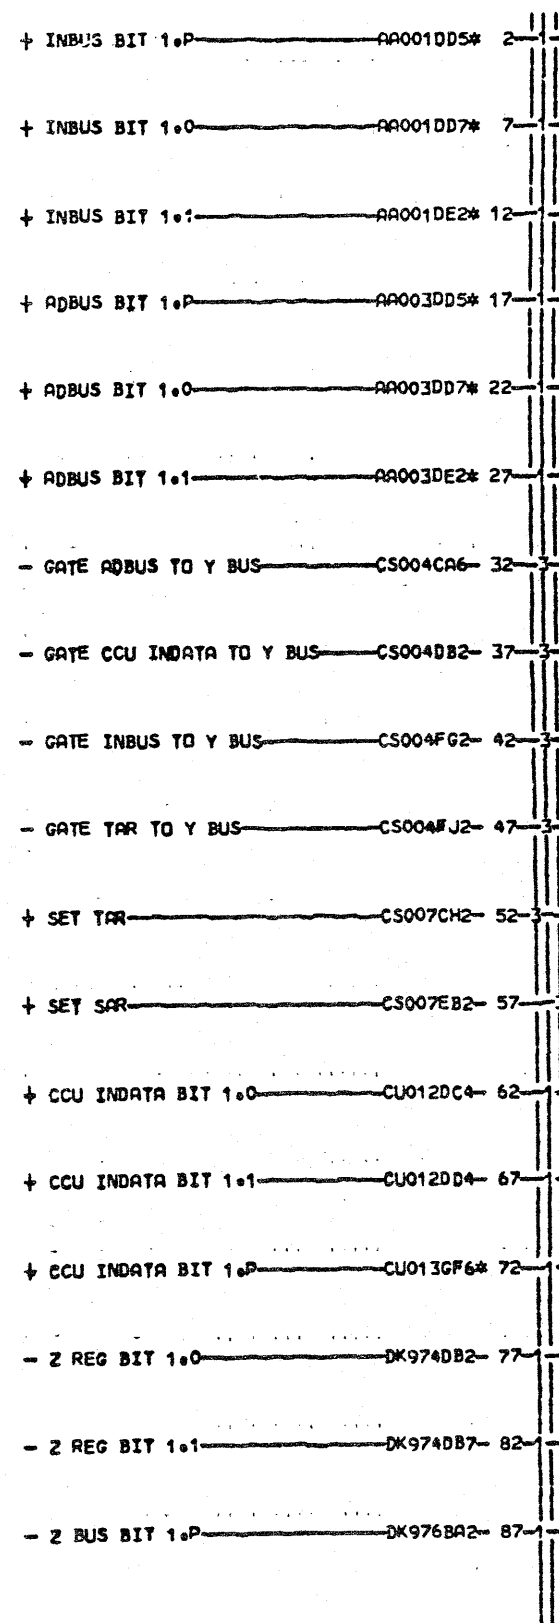 + INBUS BIT 1.P AA001DD5* 2 1
+ INBUS BIT 1.0 AA001DD7* 7 1
+ INBUS BIT 1.1 AA001DE2* 12 1
+ ADBUS BIT 1.P AA003DD5* 17 1
+ ADBUS BIT 1.0 AA003DD7* 22 1
+ ADBUS BIT 1.1 AA003DE2* 27 1
- GATE ADBUS TO Y BUS CS004CA6- 32 3
- GATE CCU INDATA TO Y BUS CS004DB2- 37 3
- GATE INBUS TO Y BUS CS004FG2- 42 3
- GATE TAR TO Y BUS CS004FJ2- 47 3
+ SET TAR CS007CH2- 52 3
+ SET SAR CS007EB2- 57
+ CCU INDATA BIT 1.0 CU012DC4- 62 1
+ CCU INDATA BIT 1.1 CU012DD4- 67 1
+ CCU INDATA BIT 1.P CU013GF6* 72 1
- Z REG BIT 1.0 DK974DB2- 77 1
- Z REG BIT 1.1 DK974DB7- 82 1
- Z BUS BIT 1.P DK976BA2- 87 1